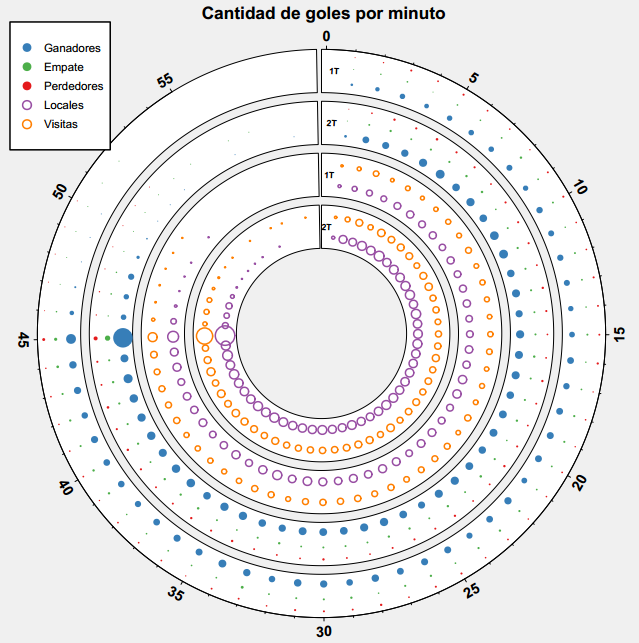 Cantidad de goles por minuto
Ganadores
Empate
Perdedores
Locales
Visitas
0
5
10
15
20
25
30
35
40
45
50
55
1T
2T
1T
2T